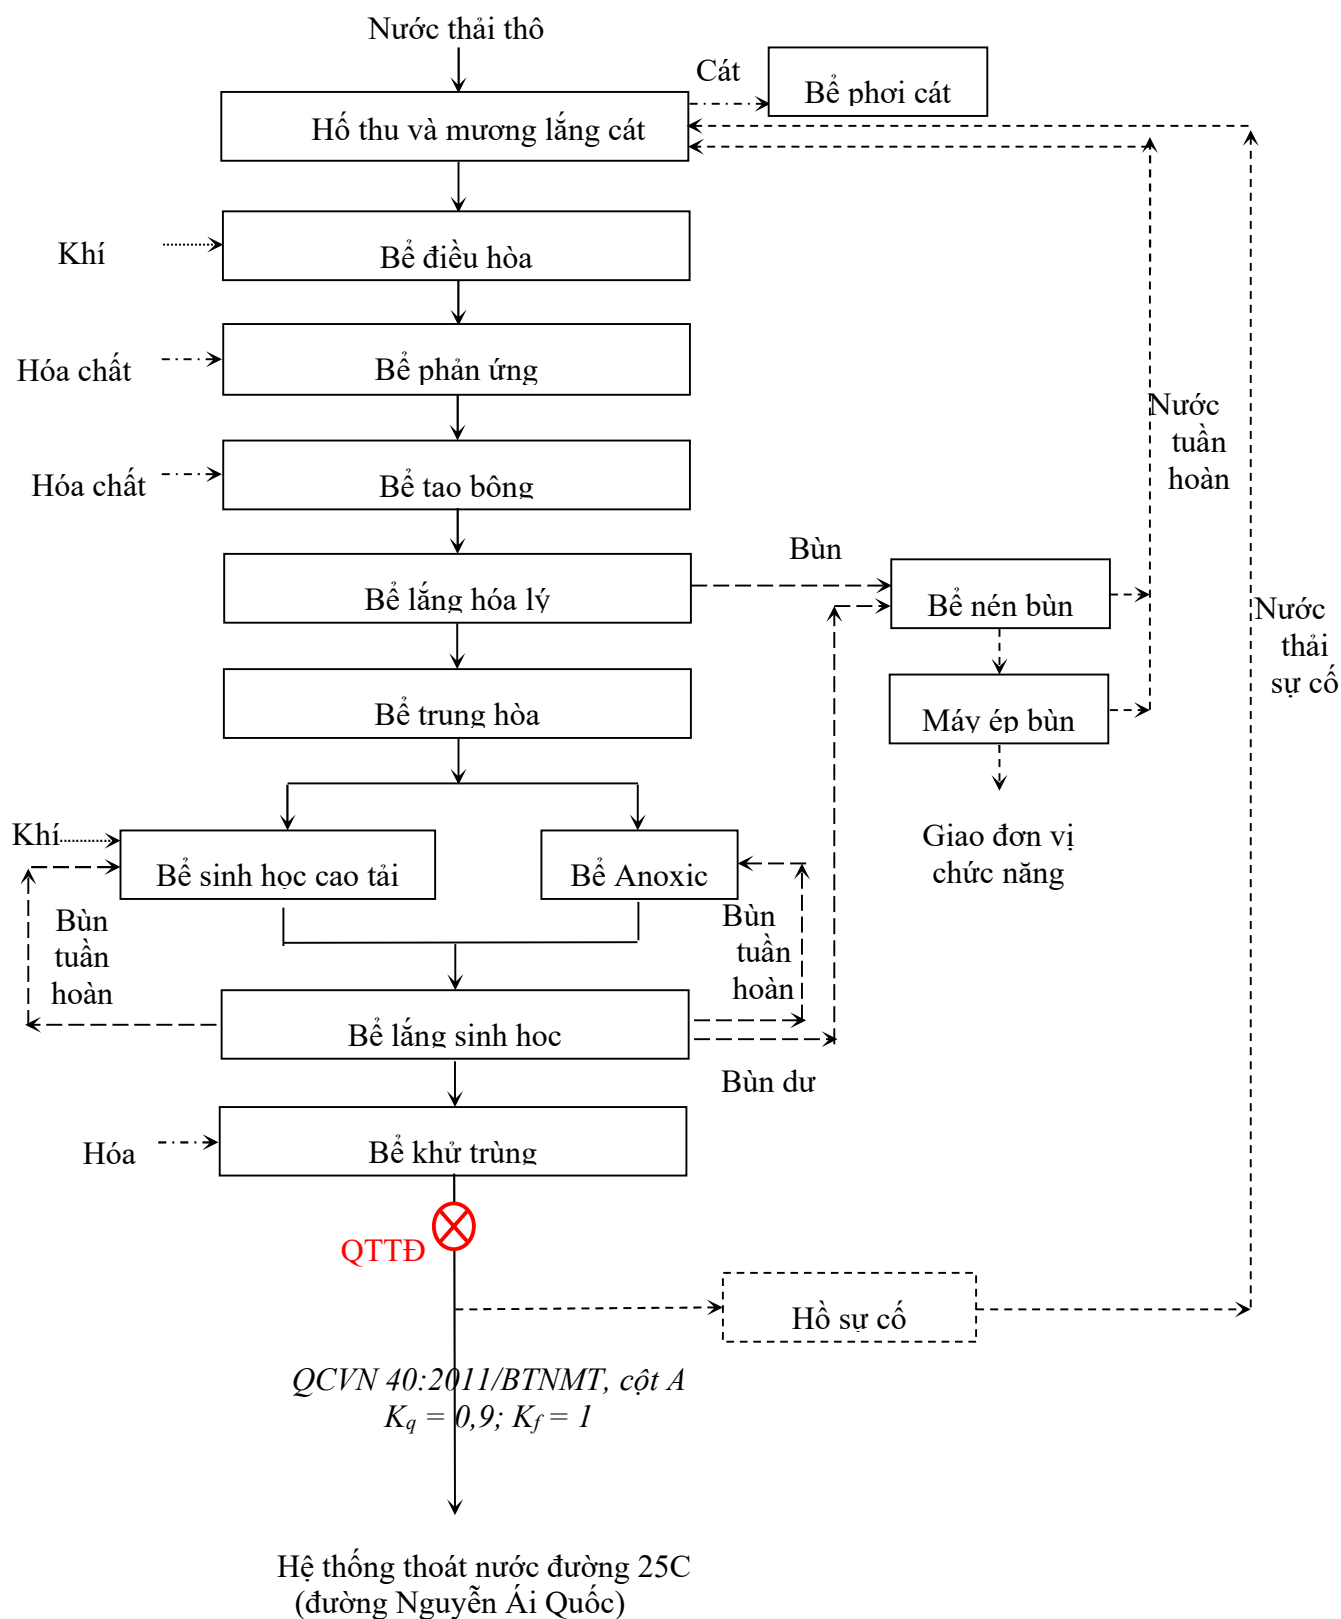 Nước thải thô
Cát
Bể phơi cát
Hố thu và mương lắng cát
Khí
Bể điều hòa
Hóa chất
Bể phản ứng
Nước
tuần
hoàn
Hóa chất
Bể tạo bông
Bùn
Bể lắng hóa lý
Bể nén bùn
Nước
thải
sự cố
Bể trung hòa
Máy ép bùn
Khí
Bể sinh học cao tải
Bể Anoxic
Giao đơn vị
chức năng
Bùn
tuần
hoàn
Bùn
tuần
hoàn
Bể lắng sinh học
Bùn dư
Hóa
Bể khử trùng
QTTĐ
Hồ sự cố
QCVN 40:2011/BTNMT, cột A
Kq = 0,9; Kf = 1
Hệ thống thoát nước đường 25C
(đường Nguyễn Ái Quốc)